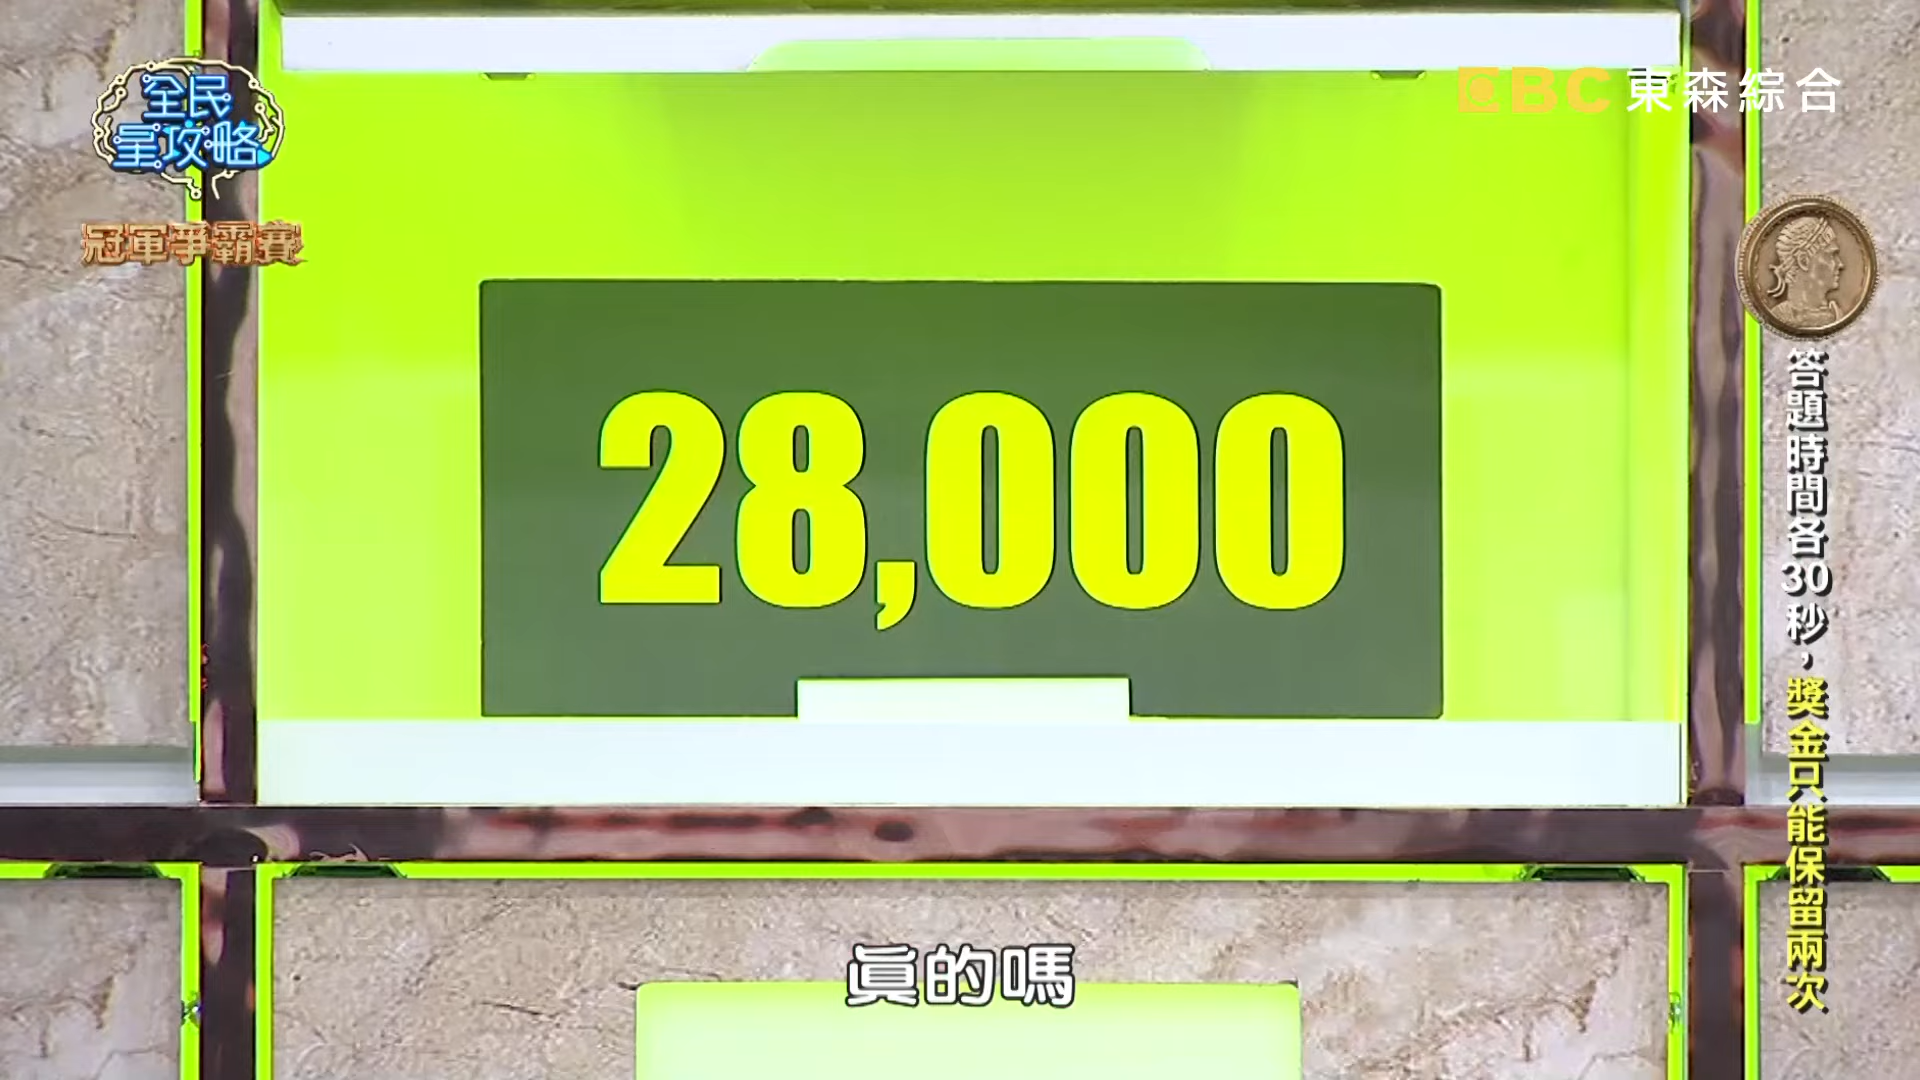 全民
星攻略
冠軍爭霸賽
EBC 東森綜合
28,000
答題時間各30秒，獎金只能保留兩次
真的嗎